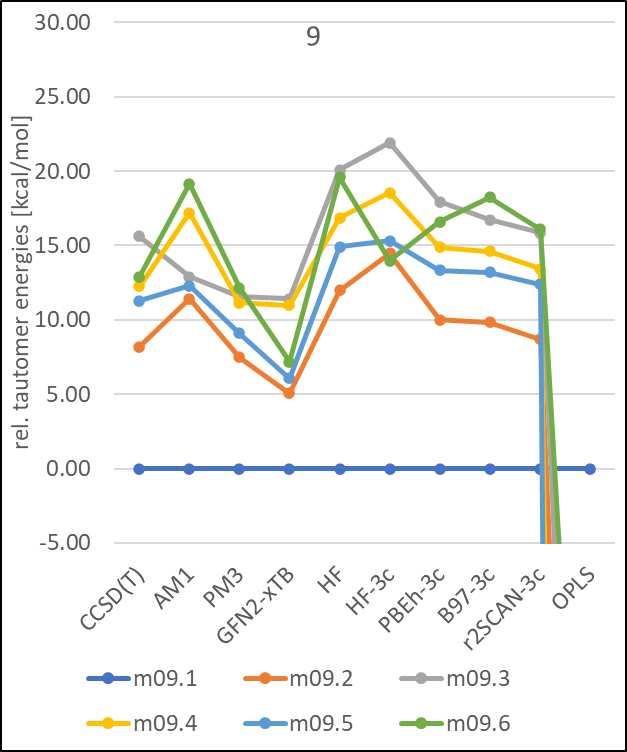 9
rel. tautomer energies [kcal/mol]
30.00
25.00
20.00
15.00
10.00
5.00
0.00
-5.00
CCSD(T)
AM1
PM3
GFN2-xTB
HF
HF-3c
PBEh-3c
B97-3c
r2SCAN-3c
OPLS
m09.1 m09.2 m09.3
m09.4 m09.5 m09.6